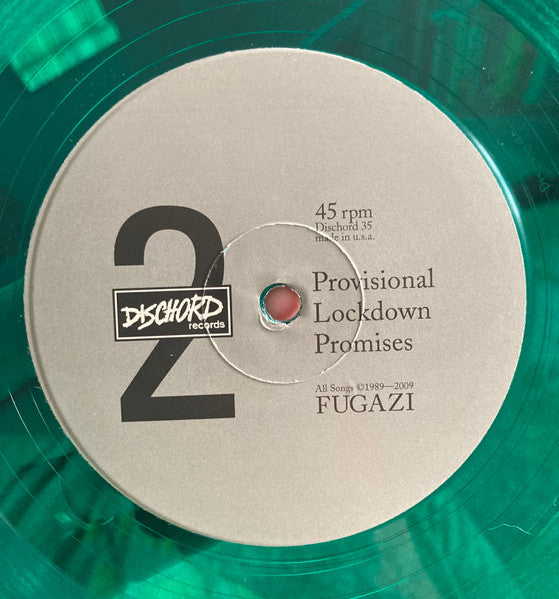 2
DISCHORD
records
45 rpm
Dischord 35
made in u.s.a.
Provisional
Lockdown
Promises
All Songs ©1989—2009
FUGAZI